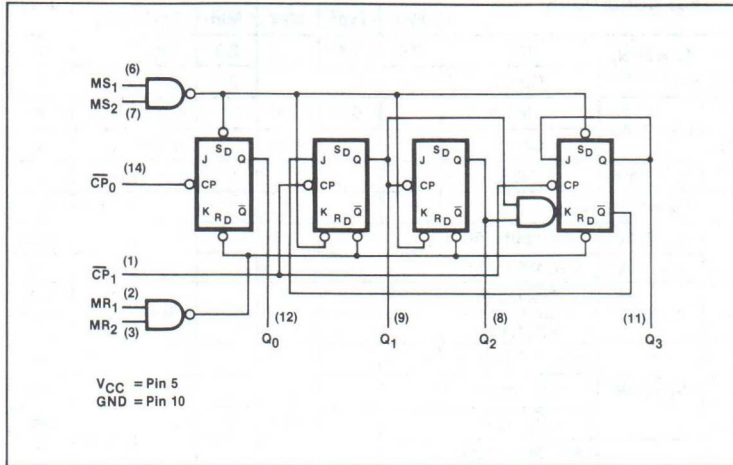 (6)
MS1
MS2
(7)
SD SD SD SD
J Q J Q J Q J Q
(14)
CP0
CP CP CP CP
K RD Q K RD Q K RD Q K RD Q
(1)
CP1
(2)
MR1
MR2
(3)
(12) (9) (8) (11)
Q0 Q1 Q2 Q3
VCC = Pin 5
GND = Pin 10